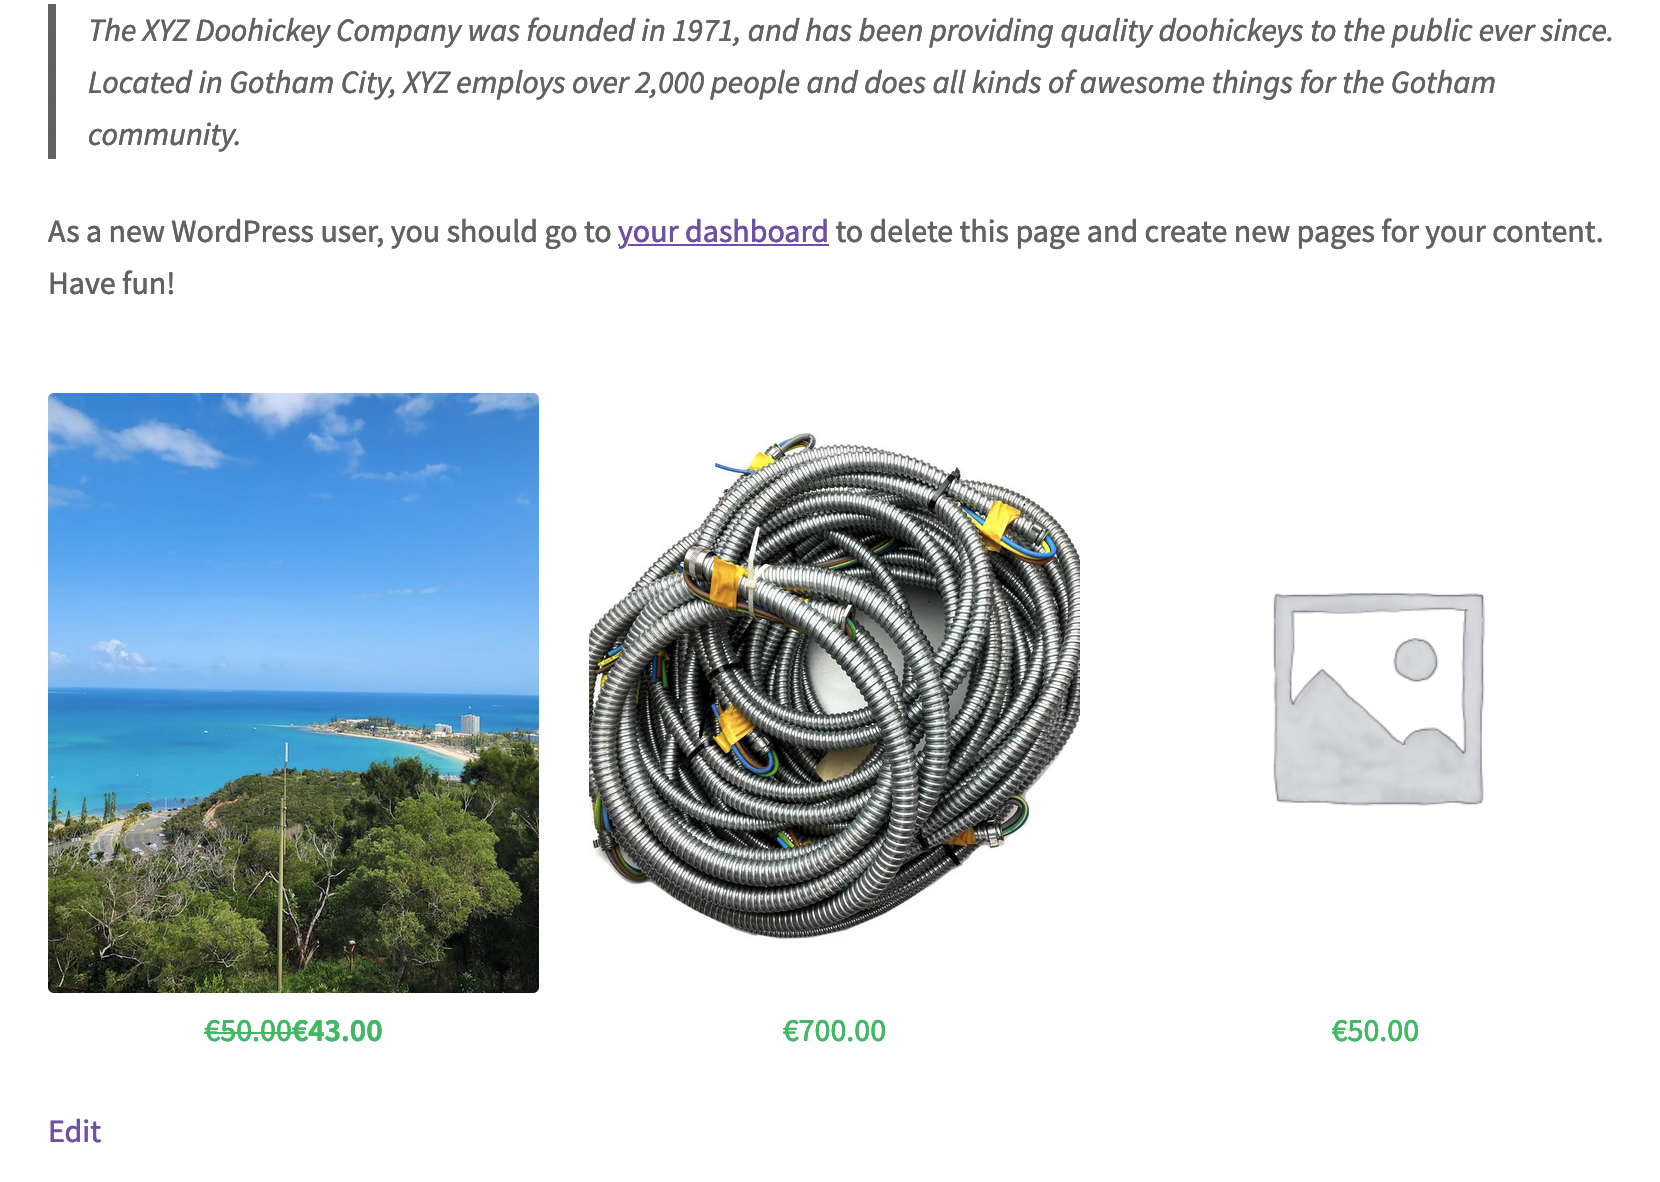 The XYZ Doohickey Company was founded in 1971, and has been providing quality doohickeys to the public ever since.
Located in Gotham City, XYZ employs over 2,000 people and does all kinds of awesome things for the Gotham
community.
As a new WordPress user, you should go to your dashboard to delete this page and create new pages for your content.
Have fun!
€50.00€43.00
€700.00
€50.00
Edit